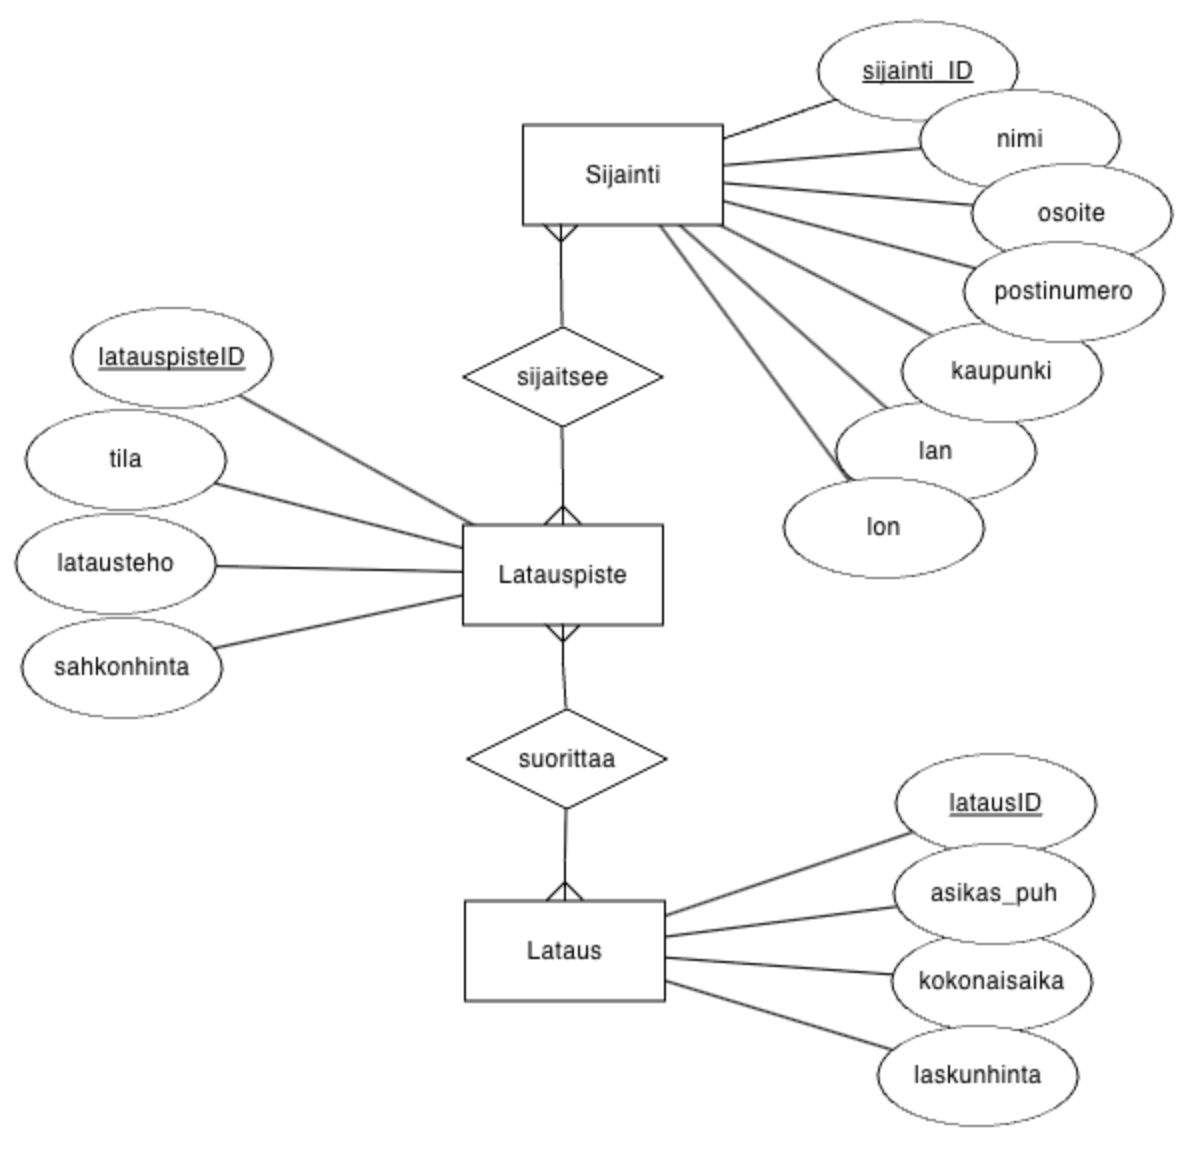 sijainti_ID
nimi
Sijainti
osoite
postinumero
latauspisteID
kaupunki
sijaitsee
tila
lan
lon
latausteho
Latauspiste
sahkonhinta
suorittaa
latausID
asikas_puh
Lataus
kokonaisaika
laskunhinta